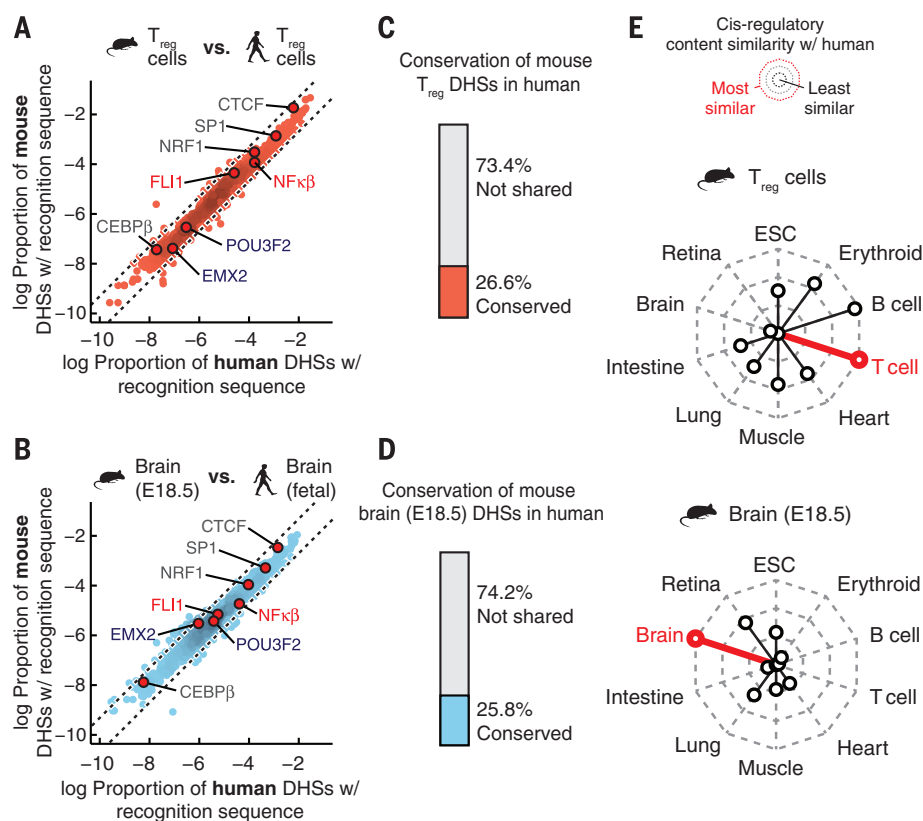 A
T reg cells vs. T reg cells
log Proportion of mouse
DHSs w/ recognition sequence
−2
−4
−6
−8
−10
CTCF
SP1
NRF1
FLI1
NFκβ
CEBPβ
POU3F2
EMX2
−10 −8 −6 −4 −2
log Proportion of human DHSs w/
recognition sequence
B
Brain (E18.5) vs. Brain (fetal)
log Proportion of mouse
DHSs w/ recognition sequence
−2
−4
−6
−8
−10
CTCF
SP1
NRF1
FLI1
NFκβ
EMX2
POU3F2
CEBPβ
−10 −8 −6 −4 −2
log Proportion of human DHSs w/
recognition sequence
C
Conservation of mouse
T reg DHSs in human
73.4%
Not shared
26.6%
Conserved
D
Conservation of mouse
brain (E18.5) DHSs in human
74.2%
Not shared
25.8%
Conserved
E
Cis-regulatory
content similarity w/ human
Most
similar
Least
similar
T reg cells
ESC
Retina
Erythroid
Brain
B cell
Intestine
T cell
Lung
Heart
Muscle
Brain (E18.5)
ESC
Retina
Erythroid
Brain
B cell
Intestine
T cell
Lung
Heart
Muscle